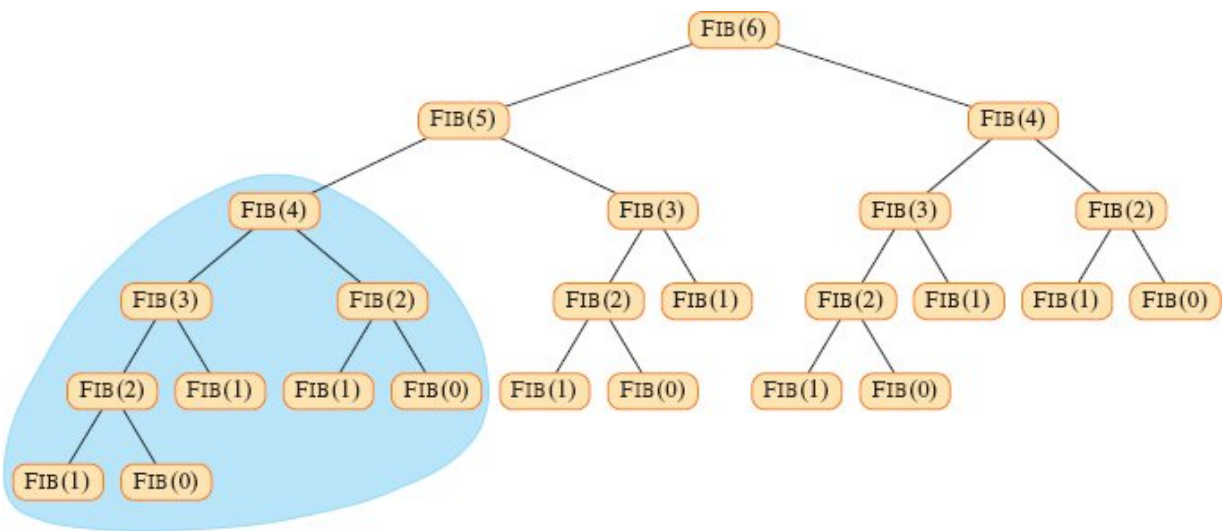 FIB(6)
FIB(5) FIB(4)
FIB(4) FIB(3) FIB(3) FIB(2)
FIB(3) FIB(2) FIB(2) FIB(1) FIB(2) FIB(1) FIB(1) FIB(0)
FIB(2) FIB(1) FIB(1) FIB(0) FIB(1) FIB(0) FIB(1) FIB(0)
FIB(1) FIB(0)